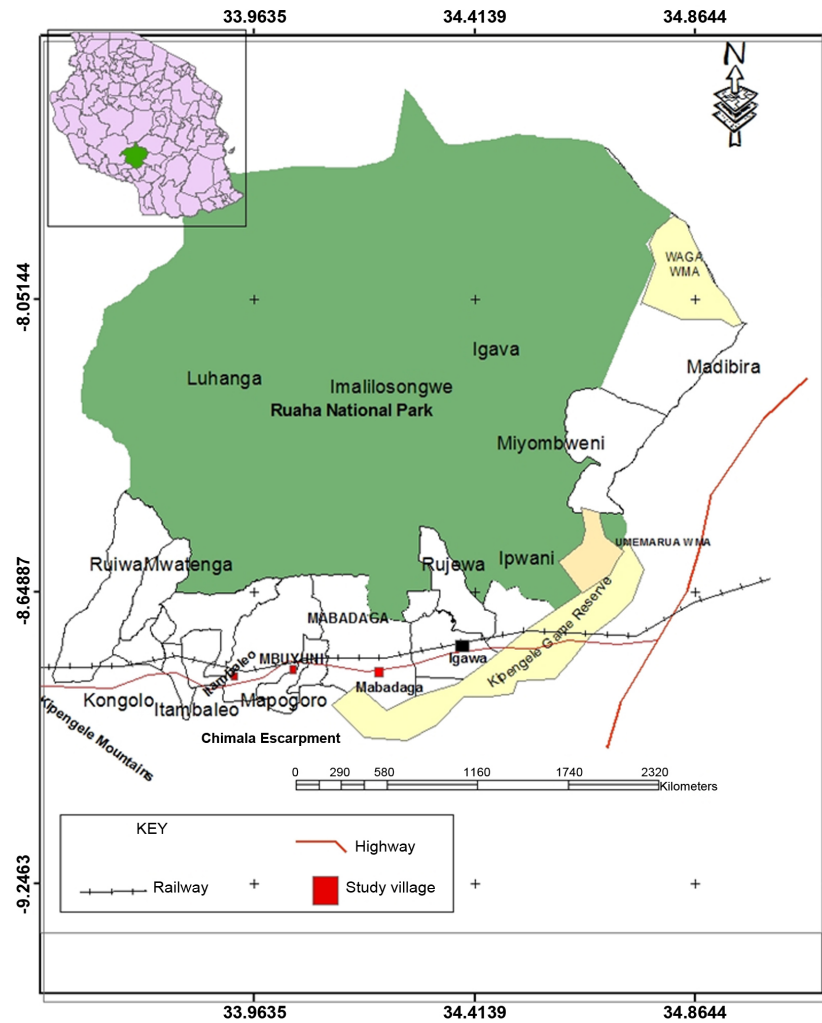 33.9635 34.4139 34.8644
N
WAGA
WMA
-8.05144
Igava
Madibira
Luhanga
Imalilosongwe
Ruaha National Park
Miyombweni
UMEMARUA WMA
Ruiwa Mwatenga
Rujewa
Ipwani
-8.64887
MABADAGA
Kipengele Game Reserve
MBUYUNI
Igawa
Itambaleo
Mabadaga
Kongolo
Itambaleo
Mapogoro
Kipengele Mountains
Chimala Escarpment
0 290 580 1160 1740 2320
Kilometers
KEY
Highway
Railway
Study village
-9.2463
33.9635 34.4139 34.8644